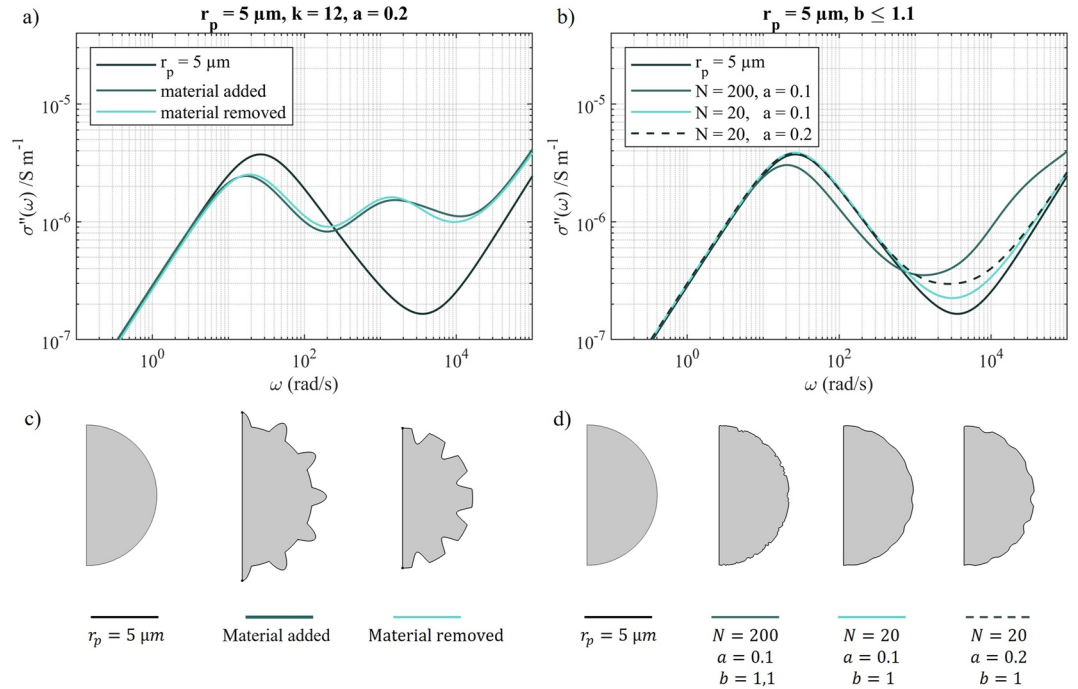 a)
r_p = 5 µm, k = 12, a = 0.2
r_p = 5 µm
material added
material removed
10^-5
10^-6
10^-7
σ''(ω) /S m^-1
10^0
10^2
10^4
ω (rad/s)
b)
r_p = 5 µm, b ≤ 1.1
r_p = 5 µm
N = 200, a = 0.1
N = 20, a = 0.1
N = 20, a = 0.2
10^-5
10^-6
10^-7
σ''(ω) /S m^-1
10^0
10^2
10^4
ω (rad/s)
c)
r_p = 5 µm
Material added
Material removed
d)
r_p = 5 µm
N = 200
a = 0.1
b = 1,1
N = 20
a = 0.1
b = 1
N = 20
a = 0.2
b = 1